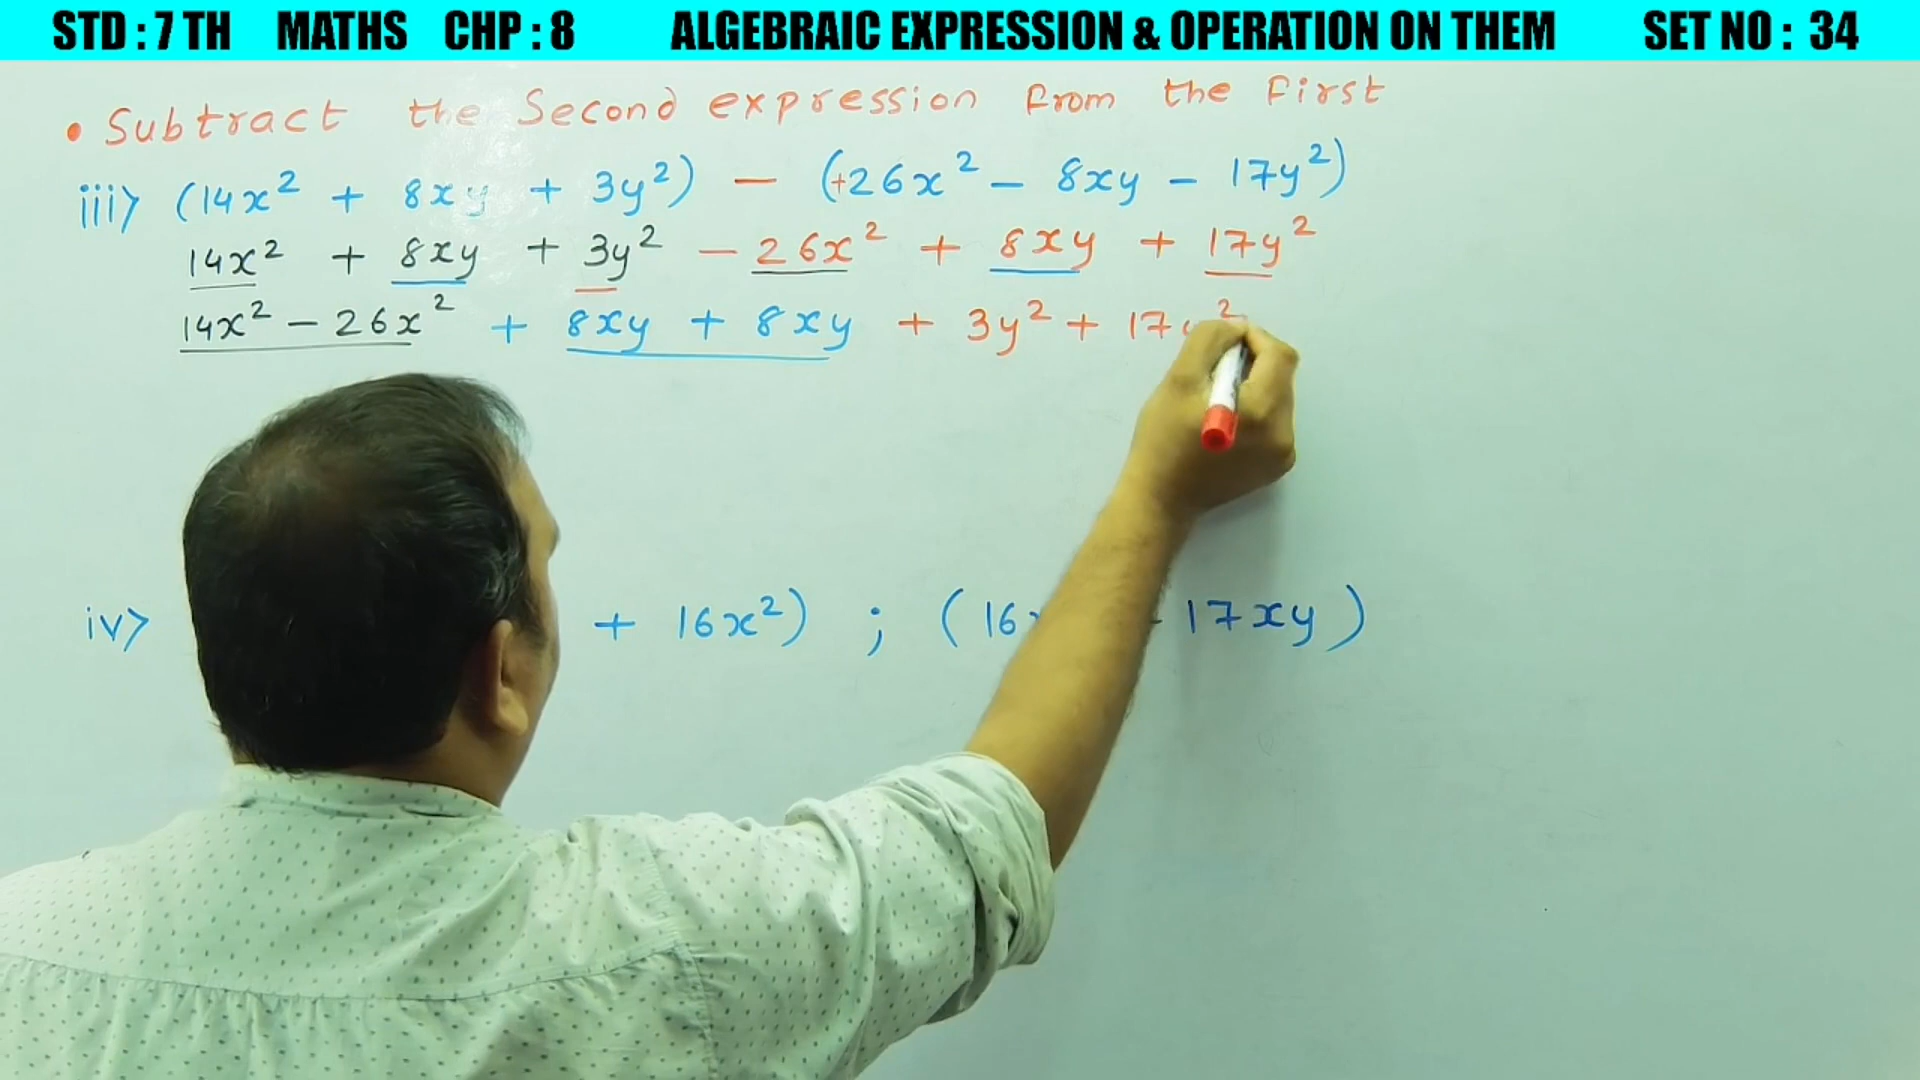 STD : 7 TH MATHS CHP : 8 ALGEBRAIC EXPRESSION & OPERATION ON THEM SET NO : 34
• Subtract the Second expression from the First
iii> (14x² + 8xy + 3y²) − (+26x² − 8xy − 17y²)
14x² + 8xy + 3y² − 26x² + 8xy + 17y²
14x² − 26x² + 8xy + 8xy + 3y² + 17y²
iv> + 16x²) ; (16 17xy)